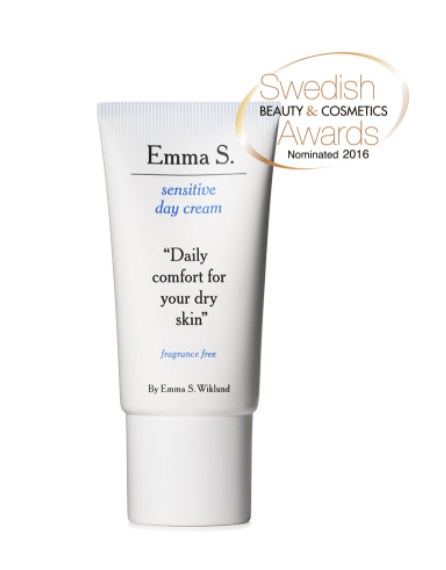 Swedish
BEAUTY & COSMETICS
Awards
Nominated 2016
Emma S.
sensitive
day cream
“Daily
comfort for
your dry
skin”
fragrance free
By Emma S. Wiklund